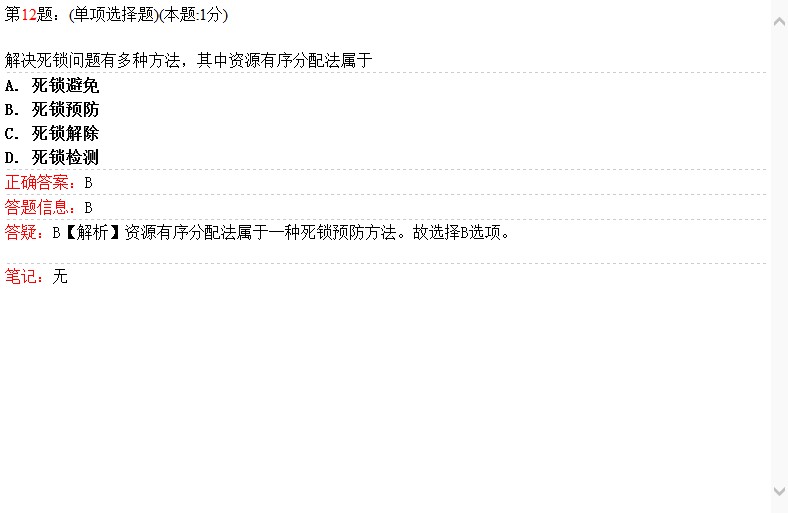 第12题：(单项选择题)(本题:1分)
解决死锁问题有多种方法，其中资源有序分配法属于
A. 死锁避免
B. 死锁预防
C. 死锁解除
D. 死锁检测
正确答案：B
答题信息：B
答疑：B【解析】资源有序分配法属于一种死锁预防方法。故选择B选项。
笔记：无